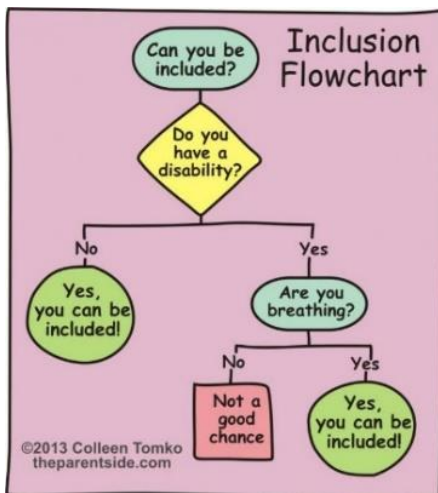 Inclusion
Flowchart
Can you be
included?
Do you
have a
disability?
No
Yes
Yes,
you can be
included!
Are you
breathing?
No
Yes
Not a
good
chance
Yes,
you can be
included!
©2013 Colleen Tomko
theparentside.com